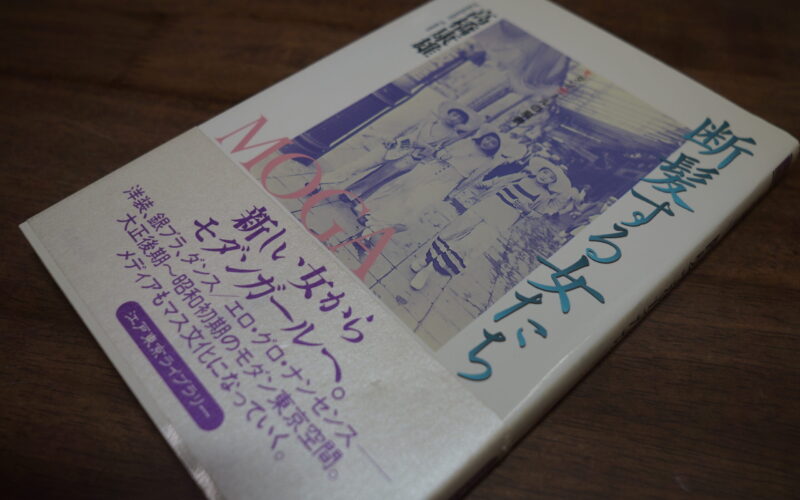 断髪する女たち
MOGA
新しい女から
モダンガールへ。
洋装、銀ブラ、ダンス/エロ・グロ・ナンセンス――
大正後期~昭和初期のモダン東京空間。
メディアもマス文化になっていく。
江戸東京ライブラリー